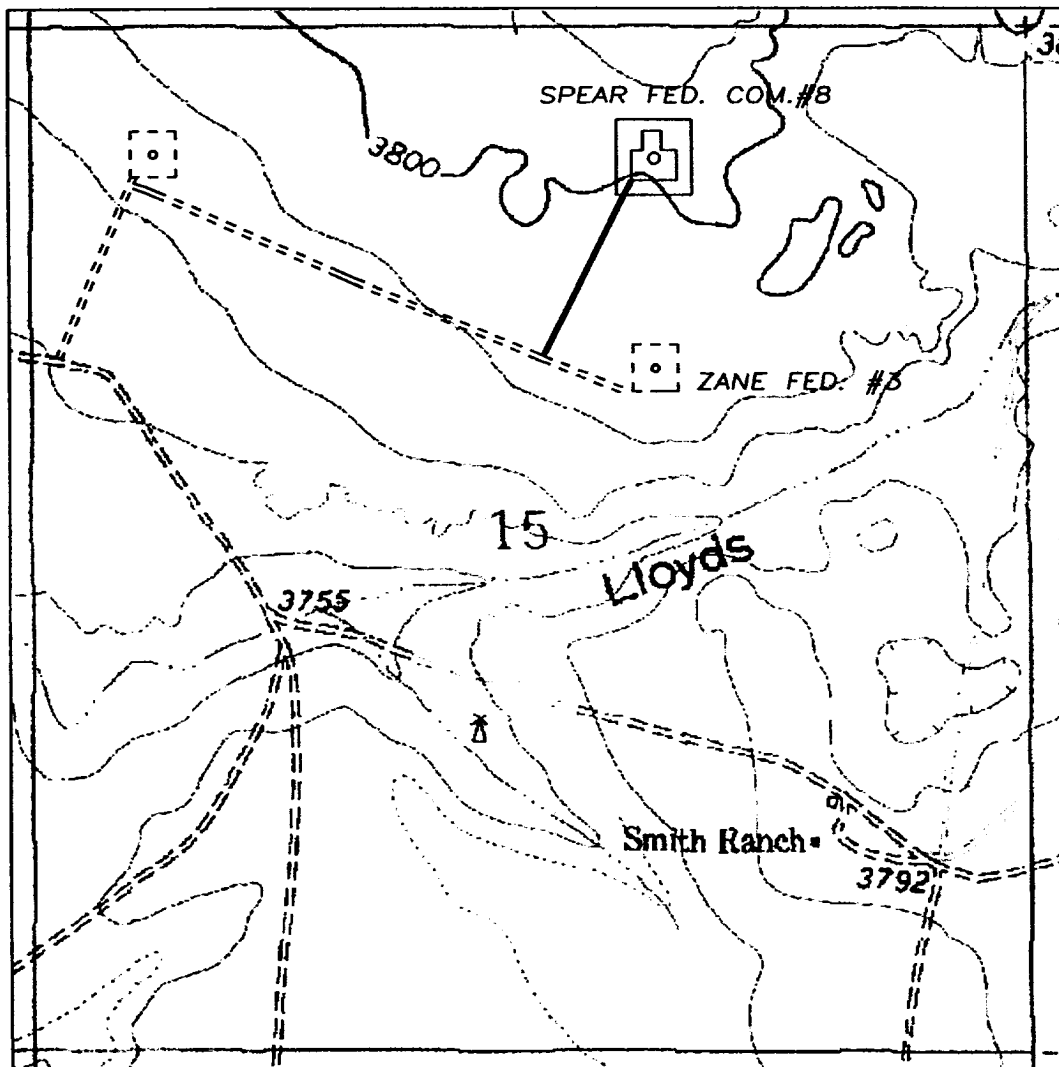 SPEAR FED. COM.#8
3800
ZANE FED. #3
15
Lloyds
3755
Smith Ranch
3792